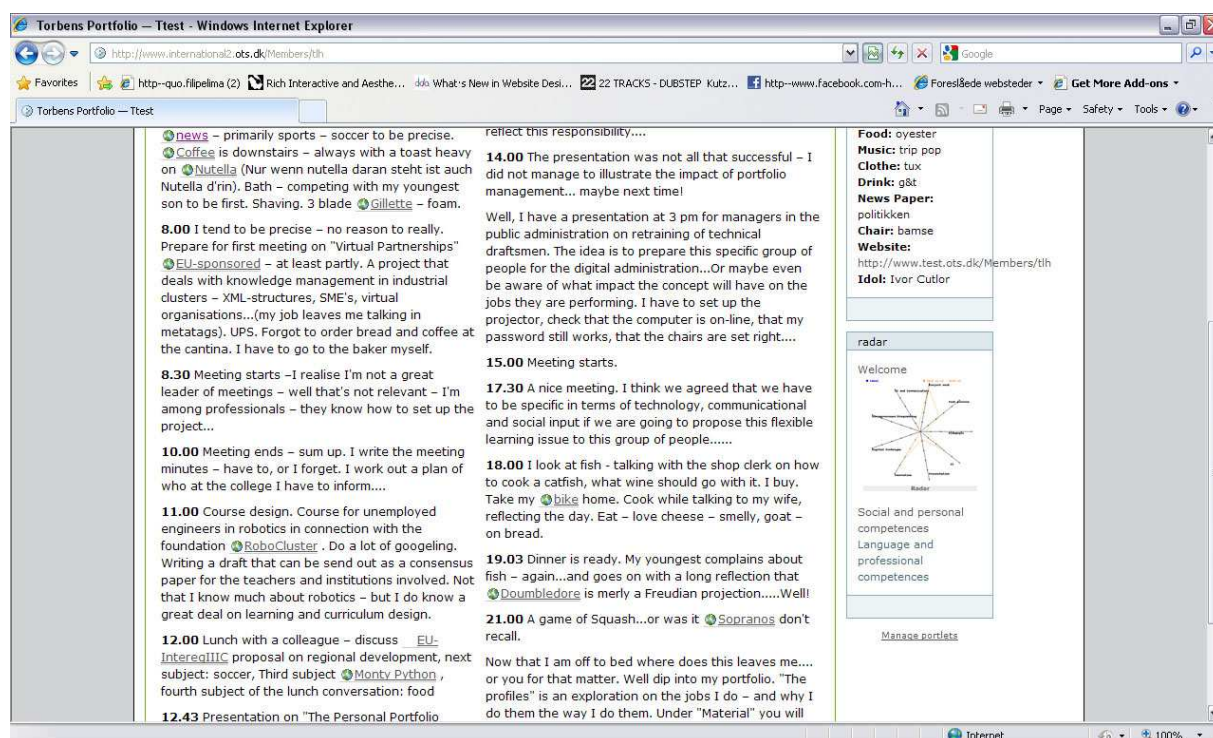 Torbens Portfolio — Ttest - Windows Internet Explorer
http://www.international2.ots.dk/Members/tlh
Google
Favorites
http--quo.filipelima (2)
Rich Interactive and Aesthe...
What's New in Website Desi...
22 TRACKS - DUBSTEP Kutz...
http--www.facebook.com-h...
Foreslåede websteder
Get More Add-ons
Torbens Portfolio — Ttest
Page
Safety
Tools
news – primarily sports – soccer to be precise.
Coffee is downstairs – always with a toast heavy
on Nutella (Nur wenn nutella daran steht ist auch
Nutella d'rin). Bath – competing with my youngest
son to be first. Shaving. 3 blade Gillette – foam.
8.00 I tend to be precise – no reason to really.
Prepare for first meeting on "Virtual Partnerships"
EU-sponsored – at least partly. A project that
deals with knowledge management in industrial
clusters – XML-structures, SME's, virtual
organisations...(my job leaves me talking in
metatags). UPS. Forgot to order bread and coffee at
the cantina. I have to go to the baker myself.
8.30 Meeting starts –I realise I'm not a great
leader of meetings – well that's not relevant – I'm
among professionals – they know how to set up the
project...
10.00 Meeting ends – sum up. I write the meeting
minutes – have to, or I forget. I work out a plan of
who at the college I have to inform....
11.00 Course design. Course for unemployed
engineers in robotics in connection with the
foundation RoboCluster . Do a lot of googeling.
Writing a draft that can be send out as a consensus
paper for the teachers and institutions involved. Not
that I know much about robotics – but I do know a
great deal on learning and curriculum design.
12.00 Lunch with a colleague – discuss EU-
InteregIIIC proposal on regional development, next
subject: soccer, Third subject Monty Python ,
fourth subject of the lunch conversation: food
12.43 Presentation on "The Personal Portfolio
reflect this responsibility....
14.00 The presentation was not all that successful – I
did not manage to illustrate the impact of portfolio
management... maybe next time!
Well, I have a presentation at 3 pm for managers in the
public administration on retraining of technical
draftsmen. The idea is to prepare this specific group of
people for the digital administration...Or maybe even
be aware of what impact the concept will have on the
jobs they are performing. I have to set up the
projector, check that the computer is on-line, that my
password still works, that the chairs are set right....
15.00 Meeting starts.
17.30 A nice meeting. I think we agreed that we have
to be specific in terms of technology, communicational
and social input if we are going to propose this flexible
learning issue to this group of people......
18.00 I look at fish - talking with the shop clerk on how
to cook a catfish, what wine should go with it. I buy.
Take my bike home. Cook while talking to my wife,
reflecting the day. Eat – love cheese – smelly, goat –
on bread.
19.03 Dinner is ready. My youngest complains about
fish – again...and goes on with a long reflection that
Doumbledore is merly a Freudian projection.....Well!
21.00 A game of Squash...or was it Sopranos don't
recall.
Now that I am off to bed where does this leaves me....
or you for that matter. Well dip into my portfolio. "The
profiles" is an exploration on the jobs I do – and why I
do them the way I do them. Under "Material" you will
Food: oyester
Music: trip pop
Clothe: tux
Drink: g&t
News Paper:
politikken
Chair: bamse
Website:
http://www.test.ots.dk/Members/tlh
Idol: Ivor Cutlor
radar
Welcome
Radar
Social and personal
competences
Language and
professional
competences
Manage portlets
Internet
100%